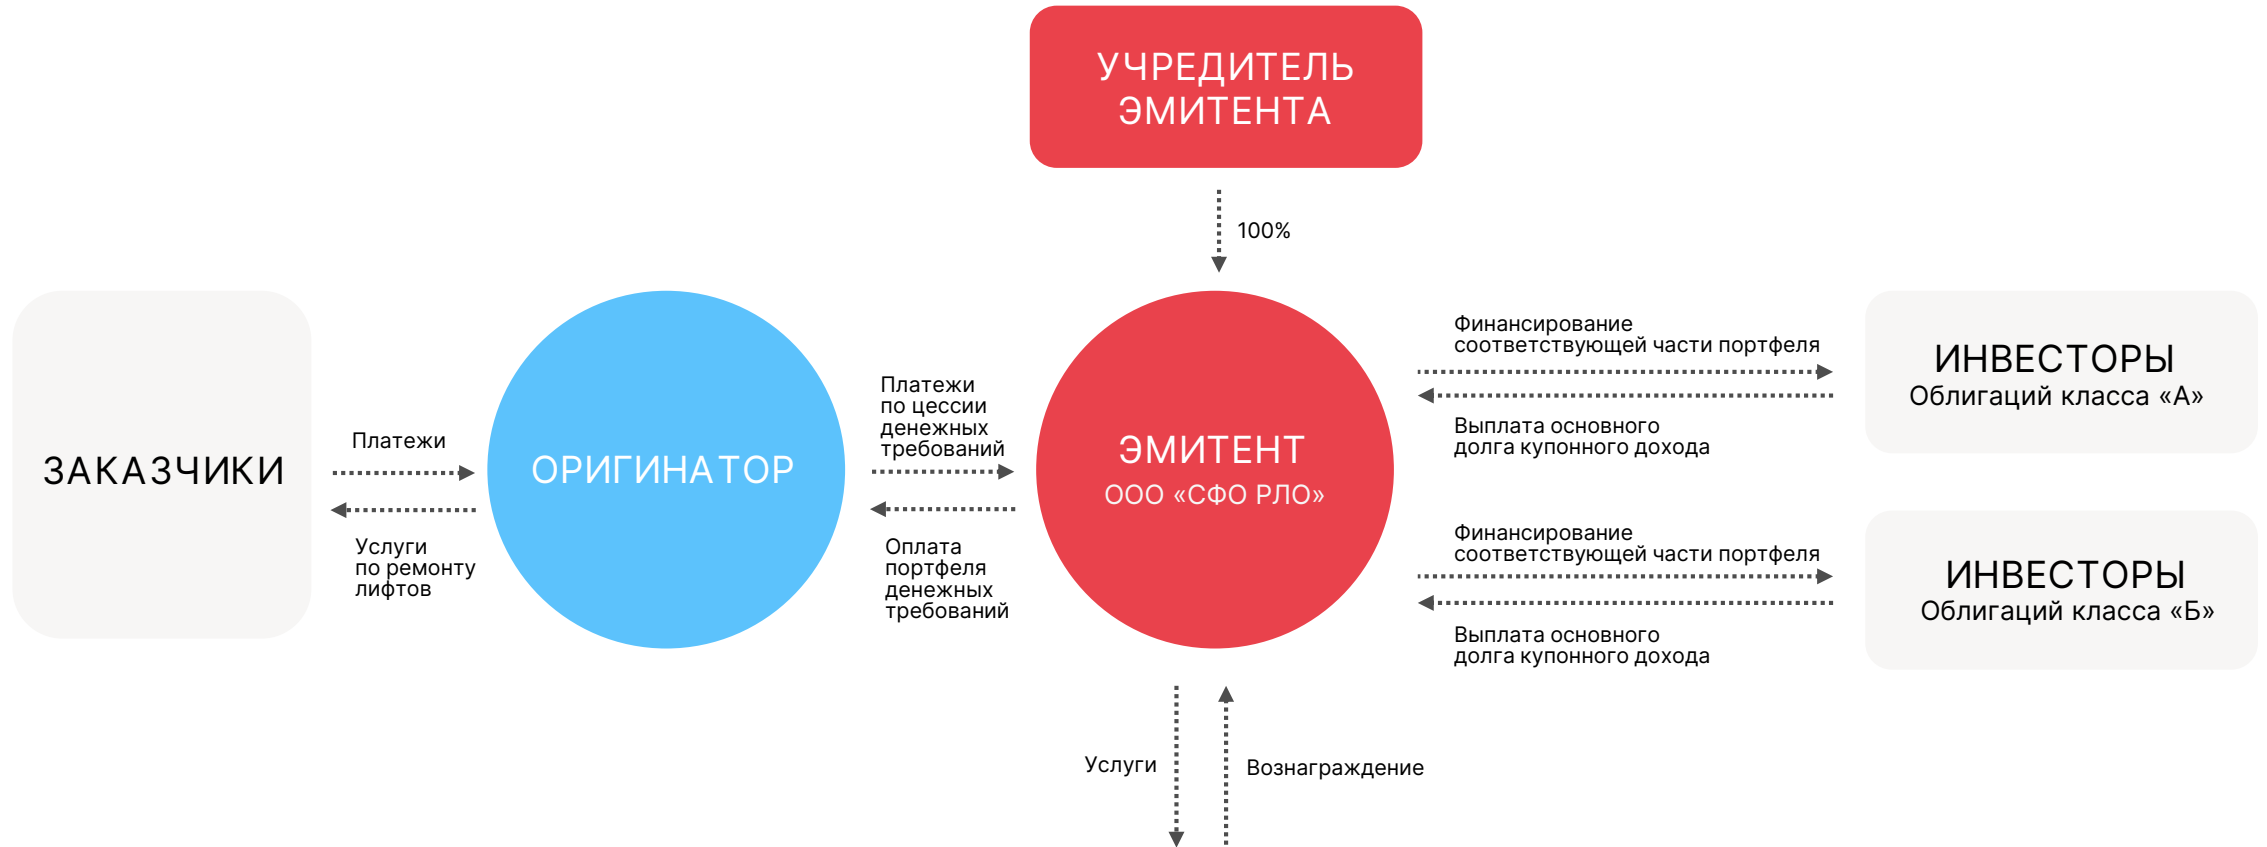 УЧРЕДИТЕЛЬ
ЭМИТЕНТА
100%
ЗАКАЗЧИКИ
Платежи
Услуги
по ремонту
лифтов
ОРИГИНАТОР
Платежи
по цессии
денежных
требований
Оплата
портфеля
денежных
требований
ЭМИТЕНТ
ООО «СФО РЛО»
Финансирование
соответствующей части портфеля
Выплата основного
долга купонного дохода
ИНВЕСТОРЫ
Облигаций класса «А»
Финансирование
соответствующей части портфеля
Выплата основного
долга купонного дохода
ИНВЕСТОРЫ
Облигаций класса «Б»
Услуги
Вознаграждение